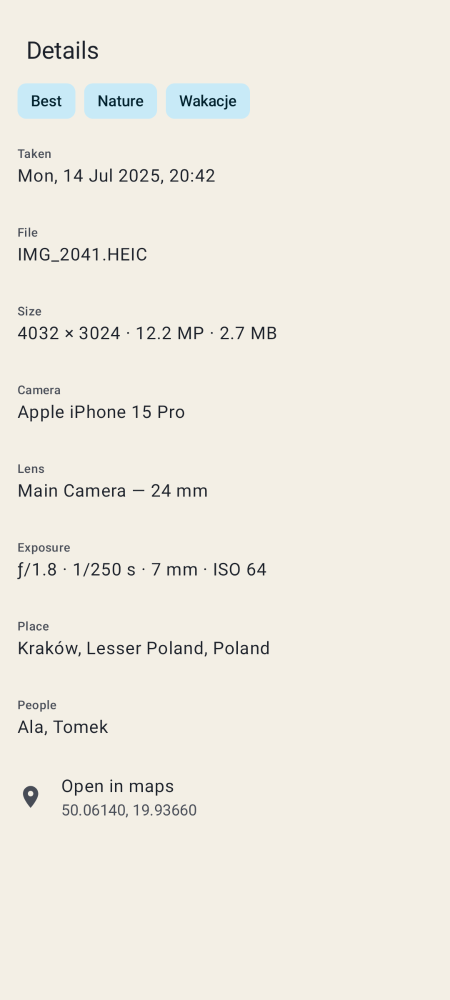 Details
Best
Nature
Wakacje
Taken
Mon, 14 Jul 2025, 20:42
File
IMG_2041.HEIC
Size
4032 × 3024 · 12.2 MP · 2.7 MB
Camera
Apple iPhone 15 Pro
Lens
Main Camera — 24 mm
Exposure
ƒ/1.8 · 1/250 s · 7 mm · ISO 64
Place
Kraków, Lesser Poland, Poland
People
Ala, Tomek
Open in maps
50.06140, 19.93660